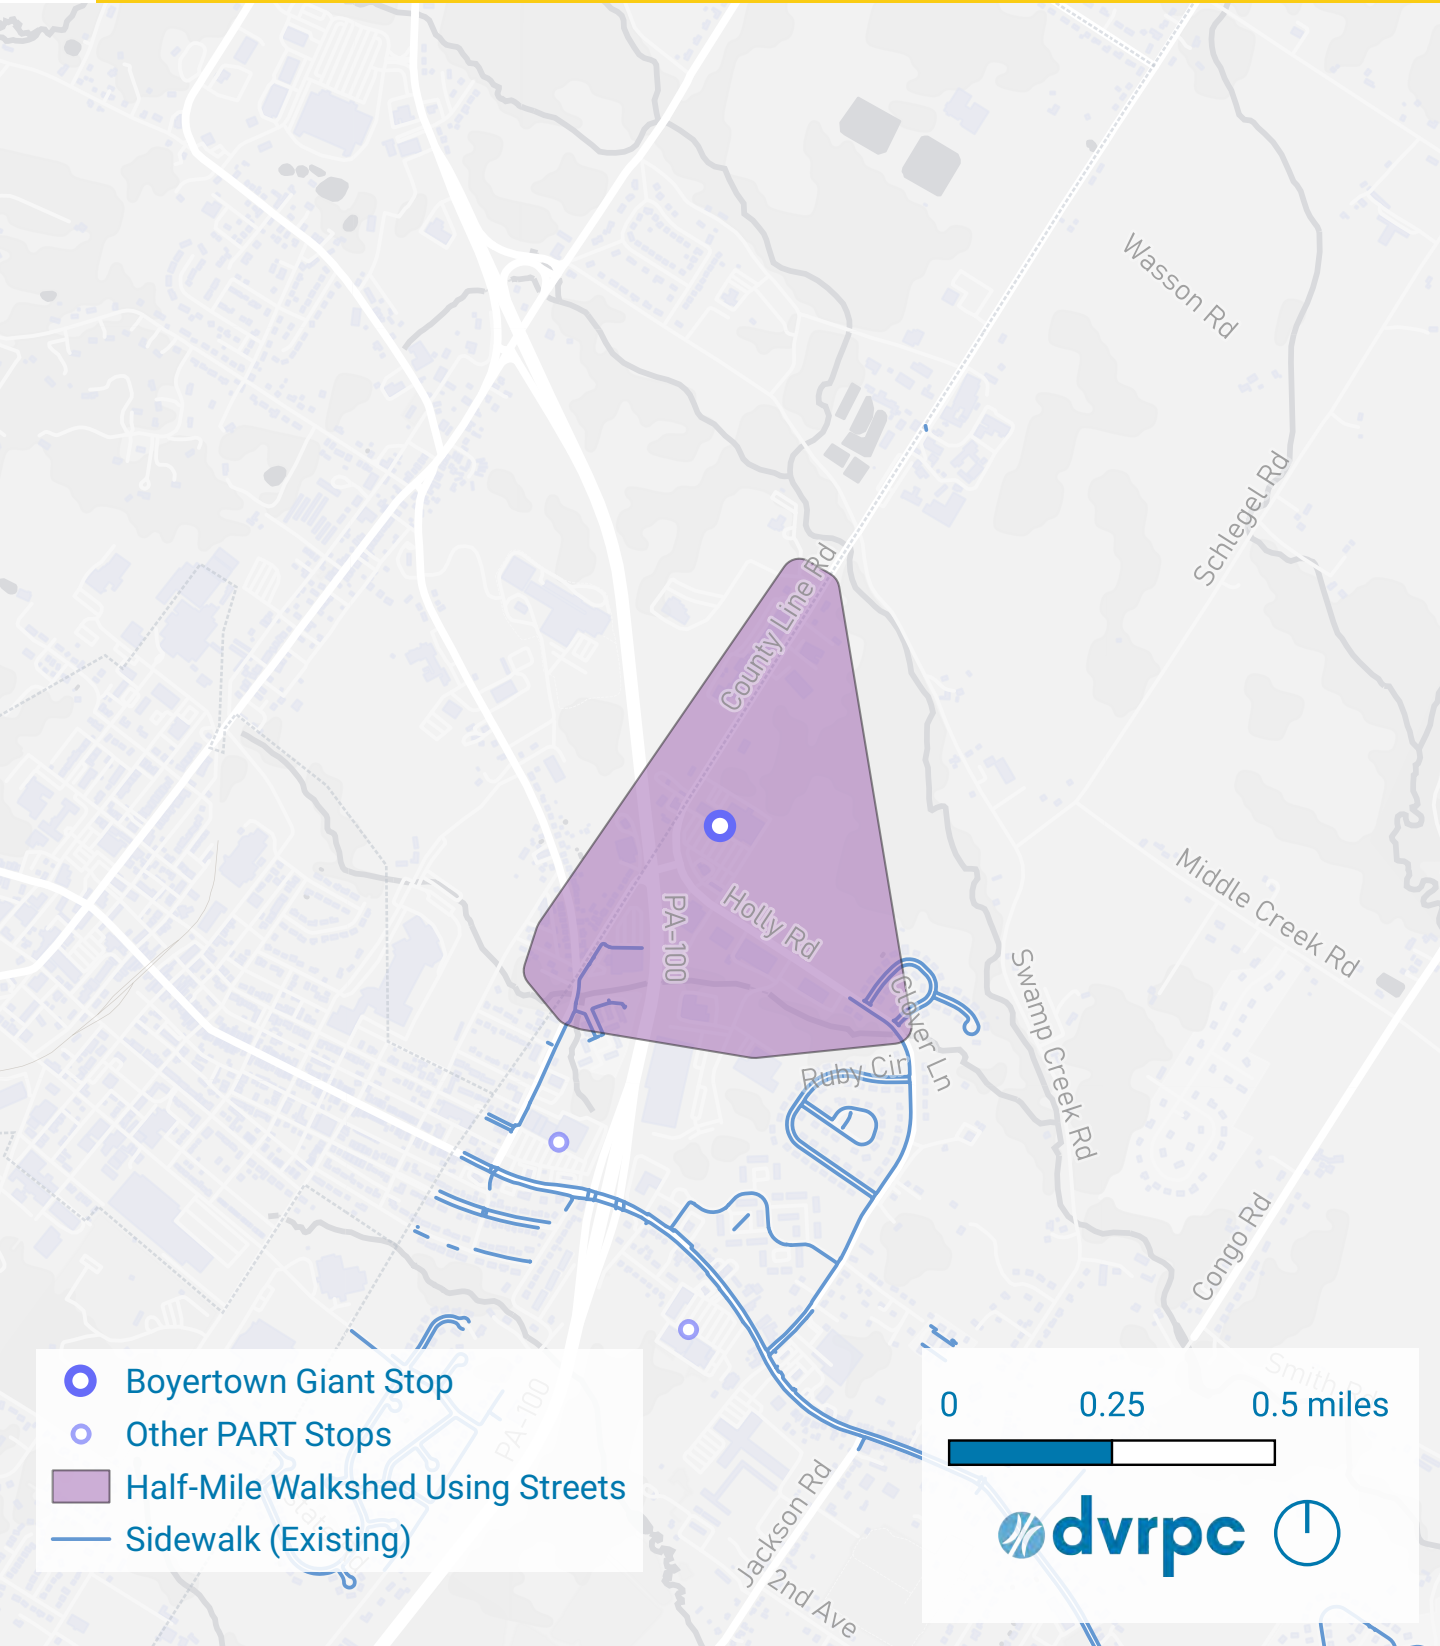 Wasson Rd
Schlegel Rd
County Line Rd
Middle Creek Rd
PA-100
Holly Rd
Clover Ln
Swamp Creek Rd
Ruby Cir
Congo Rd
Smith
PA-100
Jackson Rd
2nd Ave
Boyertown Giant Stop
Other PART Stops
Half-Mile Walkshed Using Streets
Sidewalk (Existing)
0 0.25 0.5 miles
dvrpc